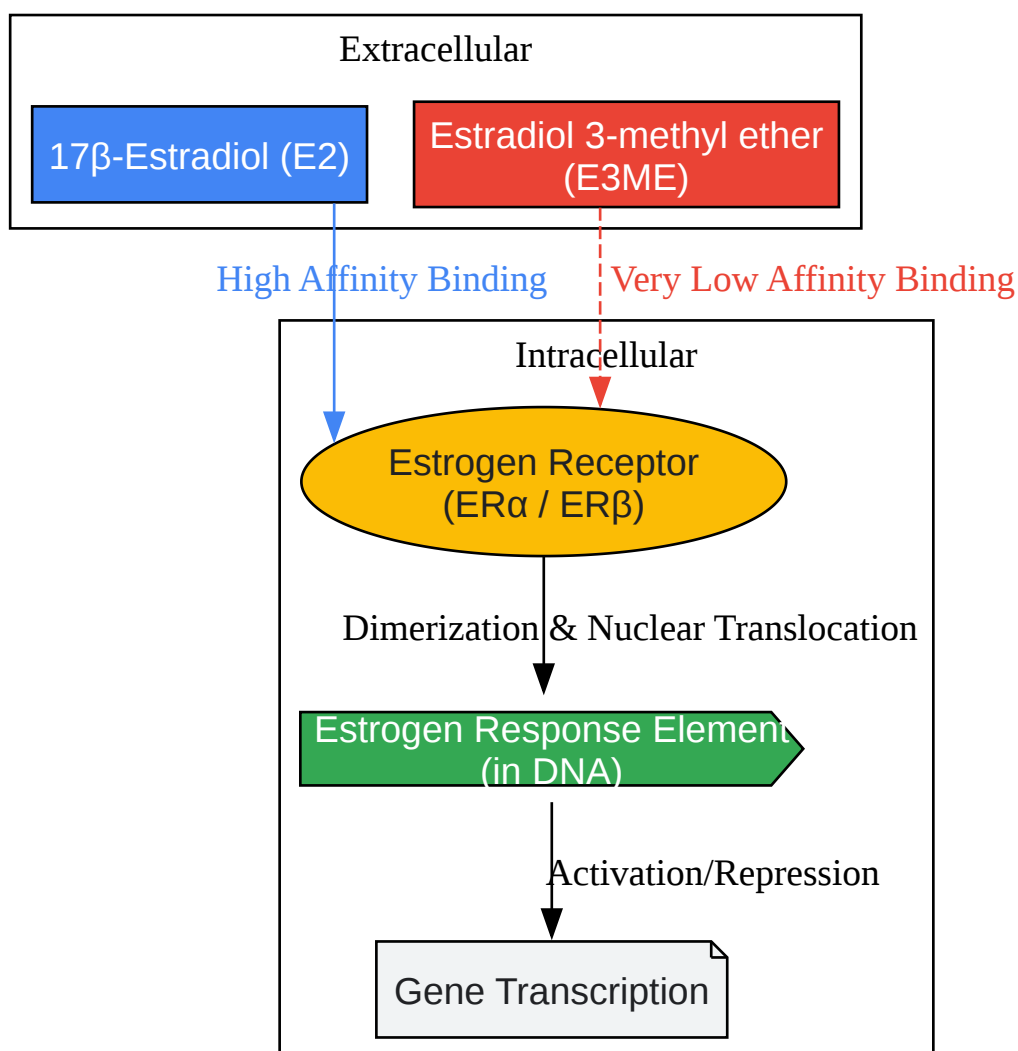 Extracellular
17β-Estradiol (E2)
Estradiol 3-methyl ether
(E3ME)
High Affinity Binding
Very Low Affinity Binding
Intracellular
Estrogen Receptor
(ERα / ERβ)
Dimerization & Nuclear Translocation
Estrogen Response Element
(in DNA)
Activation/Repression
Gene Transcription